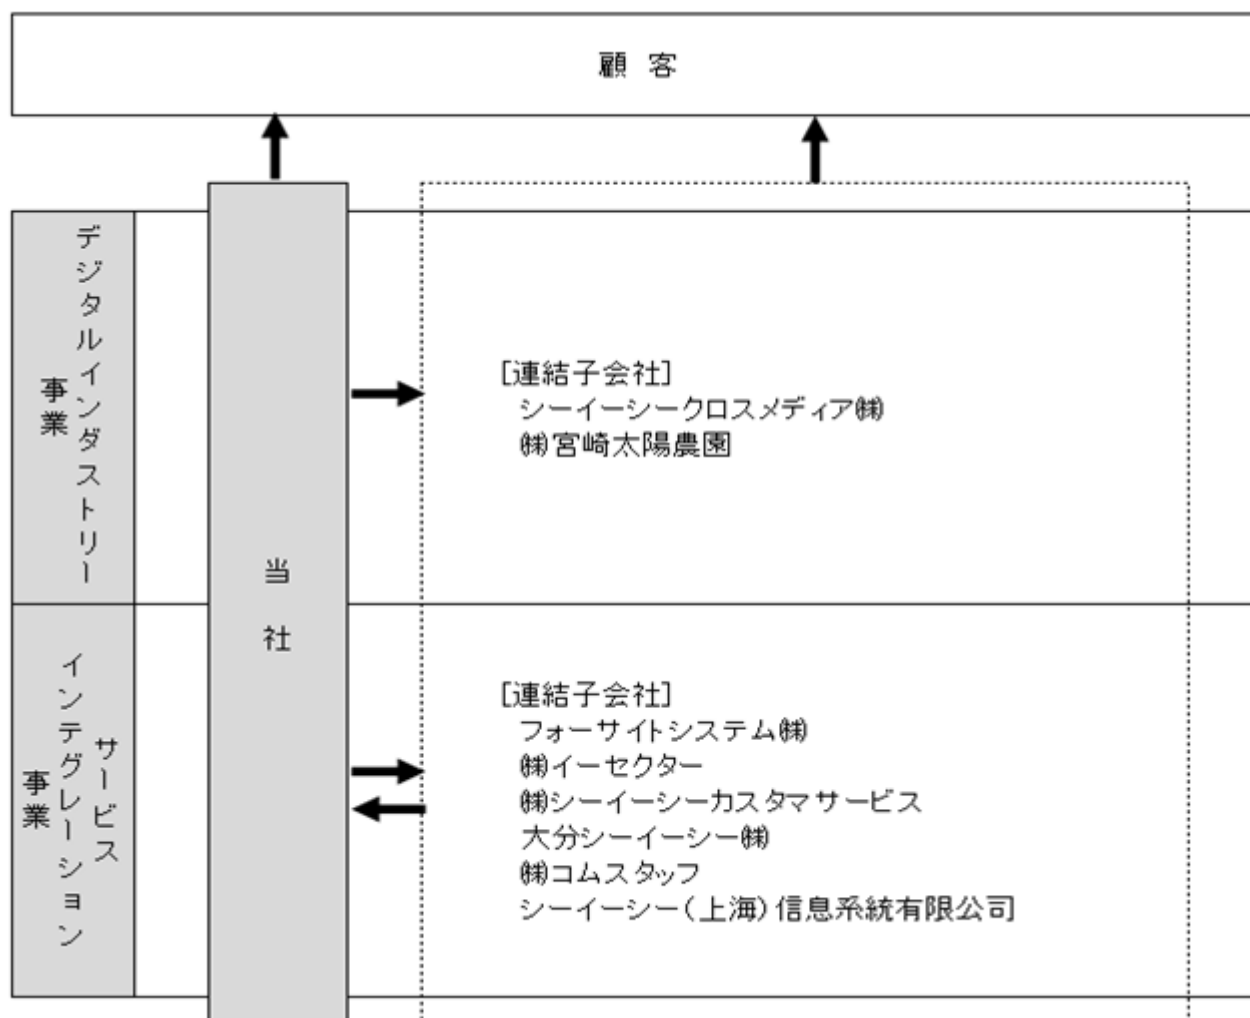 顧 客
デジタルインダストリー
事業
当社
[連結子会社]
シーイーシークロスメディア㈱
㈱宮崎太陽農園
サービス
インテグレーション
事業
[連結子会社]
フォーサイトシステム㈱
㈱イーセクター
㈱シーイーシーカスタマサービス
大分シーイーシー㈱
㈱コムスタッフ
シーイーシー(上海)信息系統有限公司